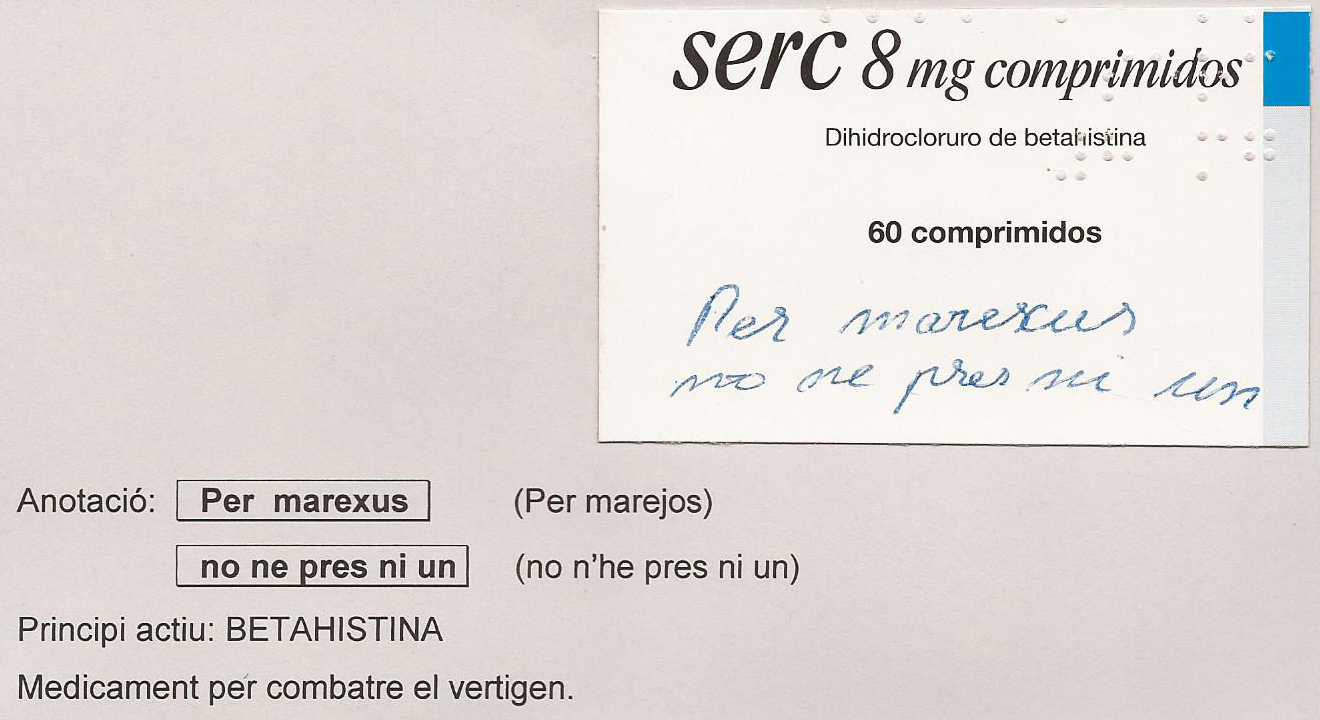 serc 8 mg comprimidos
Dihidrocloruro de betahistina
60 comprimidos
Per marexus
no ne pres ni un
Anotació: Per marexus (Per marejos)
no ne pres ni un (no n'he pres ni un)
Principi actiu: BETAHISTINA
Medicament per combatre el vertigen.